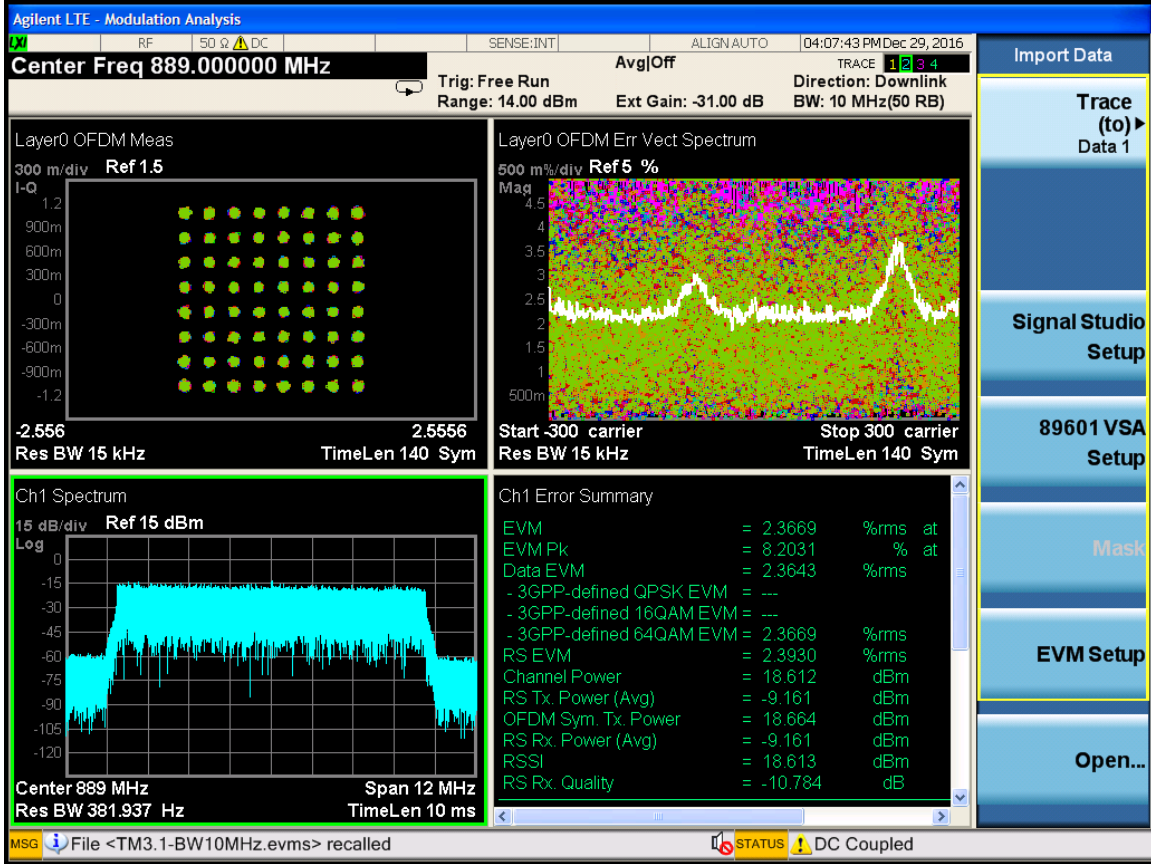 Agilent LTE - Modulation Analysis
LXI RF 50 Ω DC SENSE:INT ALIGN AUTO 04:07:43 PM Dec 29, 2016
Center Freq 889.000000 MHz
Avg|Off
TRACE 1 2 3 4
Trig: Free Run
Direction: Downlink
Range: 14.00 dBm Ext Gain: -31.00 dB BW: 10 MHz(50 RB)
Layer0 OFDM Meas
300 m/div Ref 1.5
I-Q
1.2
900m
600m
300m
0
-300m
-600m
-900m
-1.2
-2.556 2.5556
Res BW 15 kHz TimeLen 140 Sym
Layer0 OFDM Err Vect Spectrum
500 m%/div Ref 5 %
Mag
4.5
4
3.5
3
2.5
2
1.5
1
500m
Start -300 carrier Stop 300 carrier
Res BW 15 kHz TimeLen 140 Sym
Ch1 Spectrum
15 dB/div Ref 15 dBm
Log
0
-15
-30
-45
-60
-75
-90
-105
-120
Center 889 MHz Span 12 MHz
Res BW 381.937 Hz TimeLen 10 ms
Ch1 Error Summary
EVM = 2.3669 %rms at
EVM Pk = 8.2031 % at
Data EVM = 2.3643 %rms
- 3GPP-defined QPSK EVM = ---
- 3GPP-defined 16QAM EVM = ---
- 3GPP-defined 64QAM EVM = 2.3669 %rms
RS EVM = 2.3930 %rms
Channel Power = 18.612 dBm
RS Tx. Power (Avg) = -9.161 dBm
OFDM Sym. Tx. Power = 18.664 dBm
RS Rx. Power (Avg) = -9.161 dBm
RSSI = 18.613 dBm
RS Rx. Quality = -10.784 dB
Import Data
Trace
(to)
Data 1
Signal Studio
Setup
89601 VSA
Setup
Mask
EVM Setup
Open...
MSG File <TM3.1-BW10MHz.evms> recalled STATUS DC Coupled